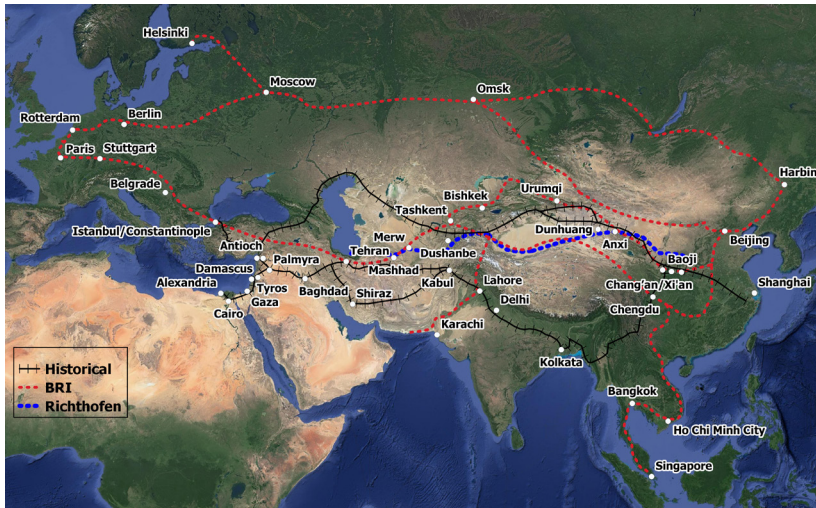 Helsinki
Moscow
Omsk
Rotterdam
Berlin
Paris
Stuttgart
Harbin
Belgrade
Bishkek
Urumqi
Tashkent
Istanbul/Constantinople
Dunhuang
Anxi
Beijing
Merw
Antioch
Palmyra
Tehran
Dushanbe
Baoji
Damascus
Mashhad
Alexandria
Tyros
Baghdad
Shiraz
Kabul
Lahore
Chang'an/Xi'an
Shanghai
Gaza
Delhi
Chengdu
Cairo
Karachi
Kolkata
Historical
BRI
Richthofen
Bangkok
Ho Chi Minh City
Singapore